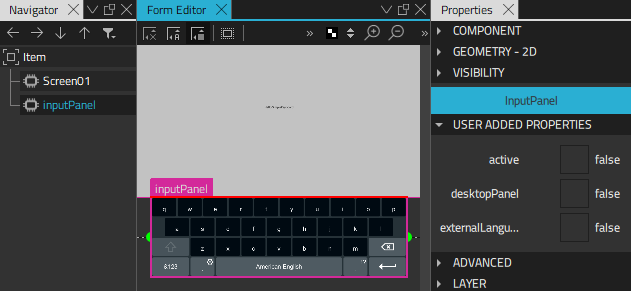 Navigator
Form Editor
Properties
Item
Screen01
inputPanel
COMPONENT
GEOMETRY - 2D
VISIBILITY
InputPanel
USER ADDED PROPERTIES
active
false
desktopPanel
false
externalLangu...
false
ADVANCED
LAYER
inputPanel
q w e r t y u i o p
a s d f g h j k l
z x c v b n m
&123
American English
!?